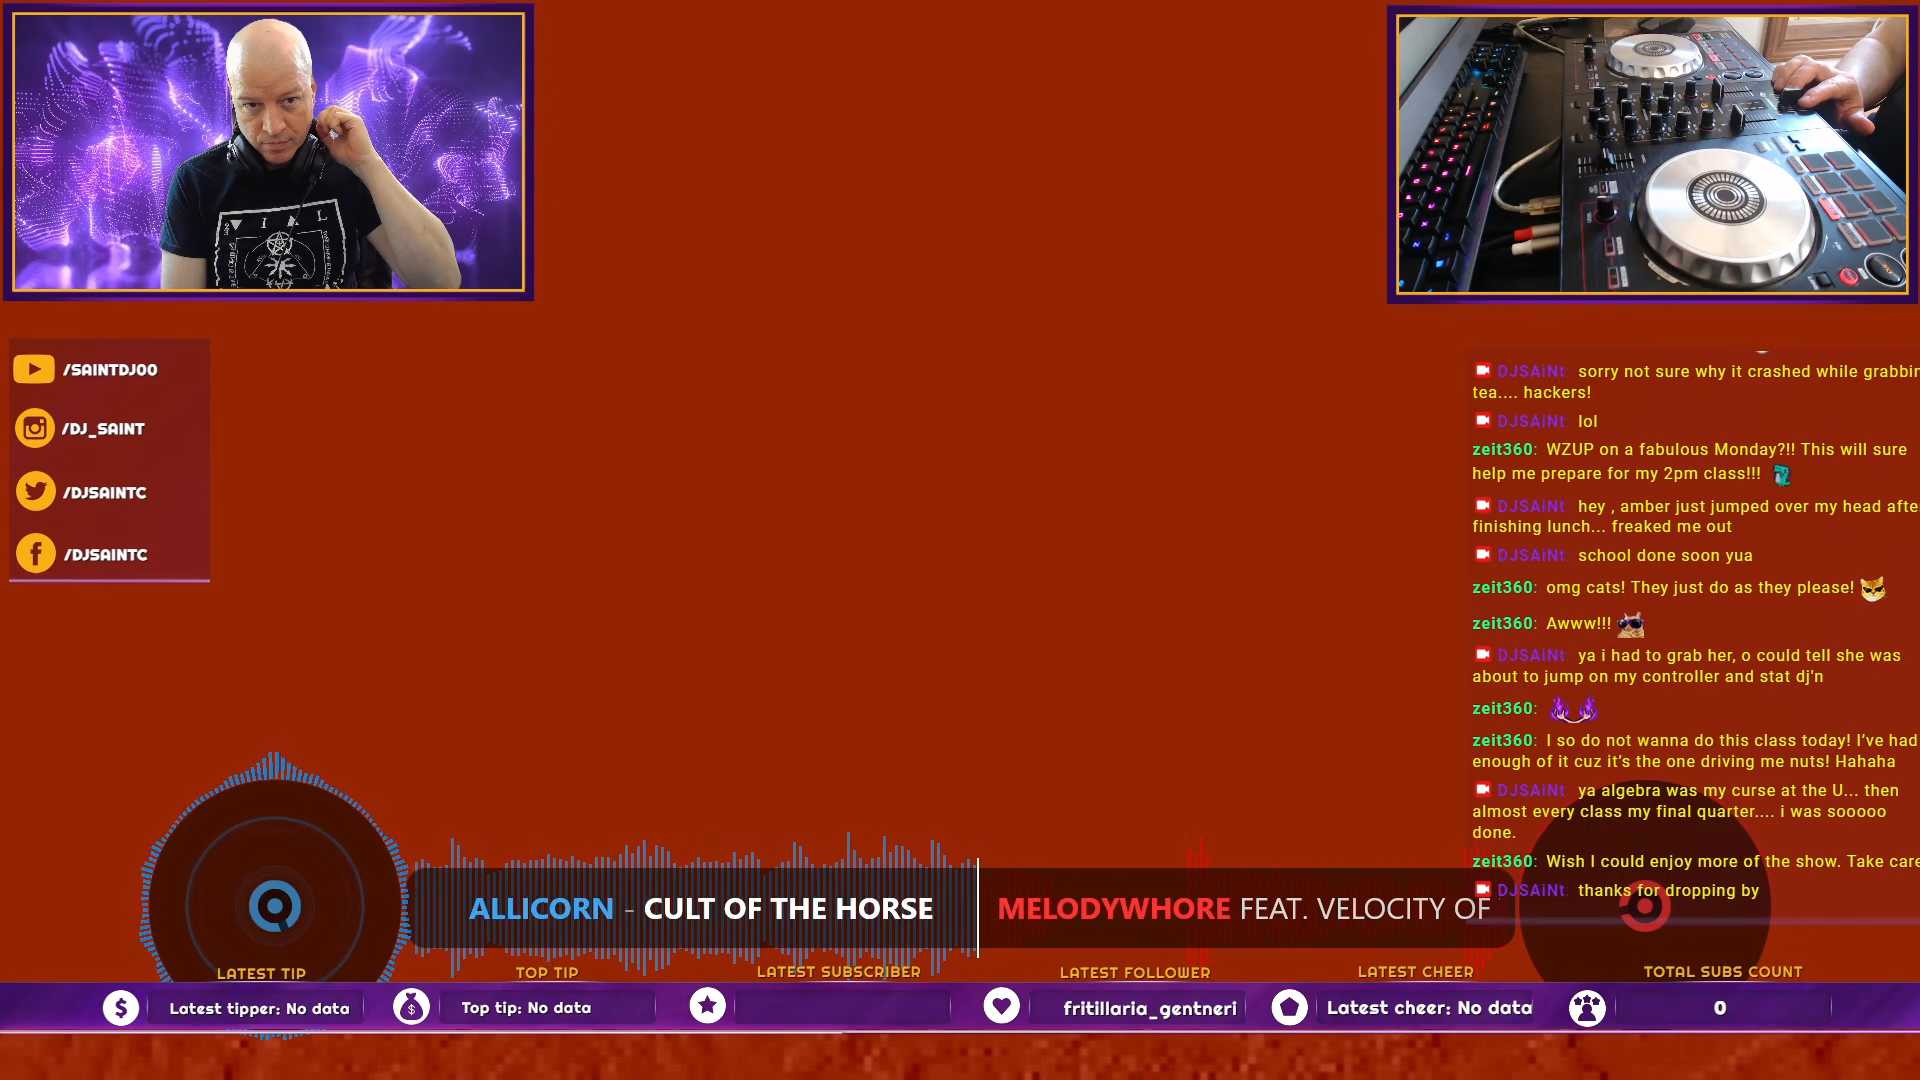 IAL
/SAINTDJ00
/DJ_SAINT
/DJSAINTC
/DJSAINTC
DJSAiNt: sorry not sure why it crashed while grabbin
tea.... hackers!
DJSAiNt: lol
zeit360: WZUP on a fabulous Monday?!! This will sure
help me prepare for my 2pm class!!!
DJSAiNt: hey , amber just jumped over my head afte
finishing lunch... freaked me out
DJSAiNt: school done soon yua
zeit360: omg cats! They just do as they please!
zeit360: Awww!!!
DJSAiNt: ya i had to grab her, o could tell she was
about to jump on my controller and stat dj'n
zeit360:
zeit360: I so do not wanna do this class today! I've had
enough of it cuz it's the one driving me nuts! Hahaha
DJSAiNt: ya algebra was my curse at the U... then
almost every class my final quarter.... i was sooooo
done.
zeit360: Wish I could enjoy more of the show. Take care
DJSAiNt: thanks for dropping by
ALLICORN - CULT OF THE HORSE
MELODYWHORE FEAT. VELOCITY OF
LATEST TIP
TOP TIP
LATEST SUBSCRIBER
LATEST FOLLOWER
LATEST CHEER
TOTAL SUBS COUNT
Latest tipper: No data
Top tip: No data
fritillaria_gentneri
Latest cheer: No data
0